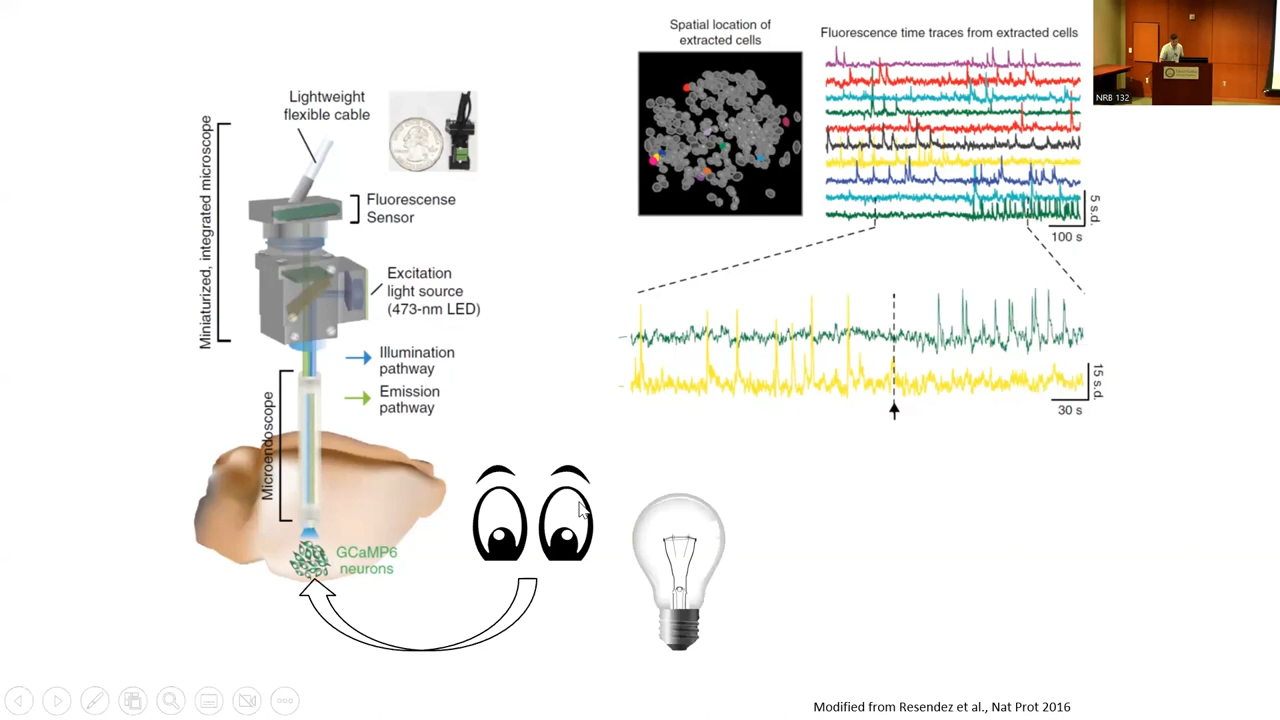 Spatial location of
extracted cells
Fluorescence time traces from extracted cells
NRB 132
Lightweight
flexible cable
Miniaturized, integrated microscope
Fluorescense
Sensor
5 s.d.
100 s
Excitation
light source
(473-nm LED)
Illumination
pathway
Emission
pathway
15 s.d.
30 s
Microendoscope
GCaMP6
neurons
Modified from Resendez et al., Nat Prot 2016